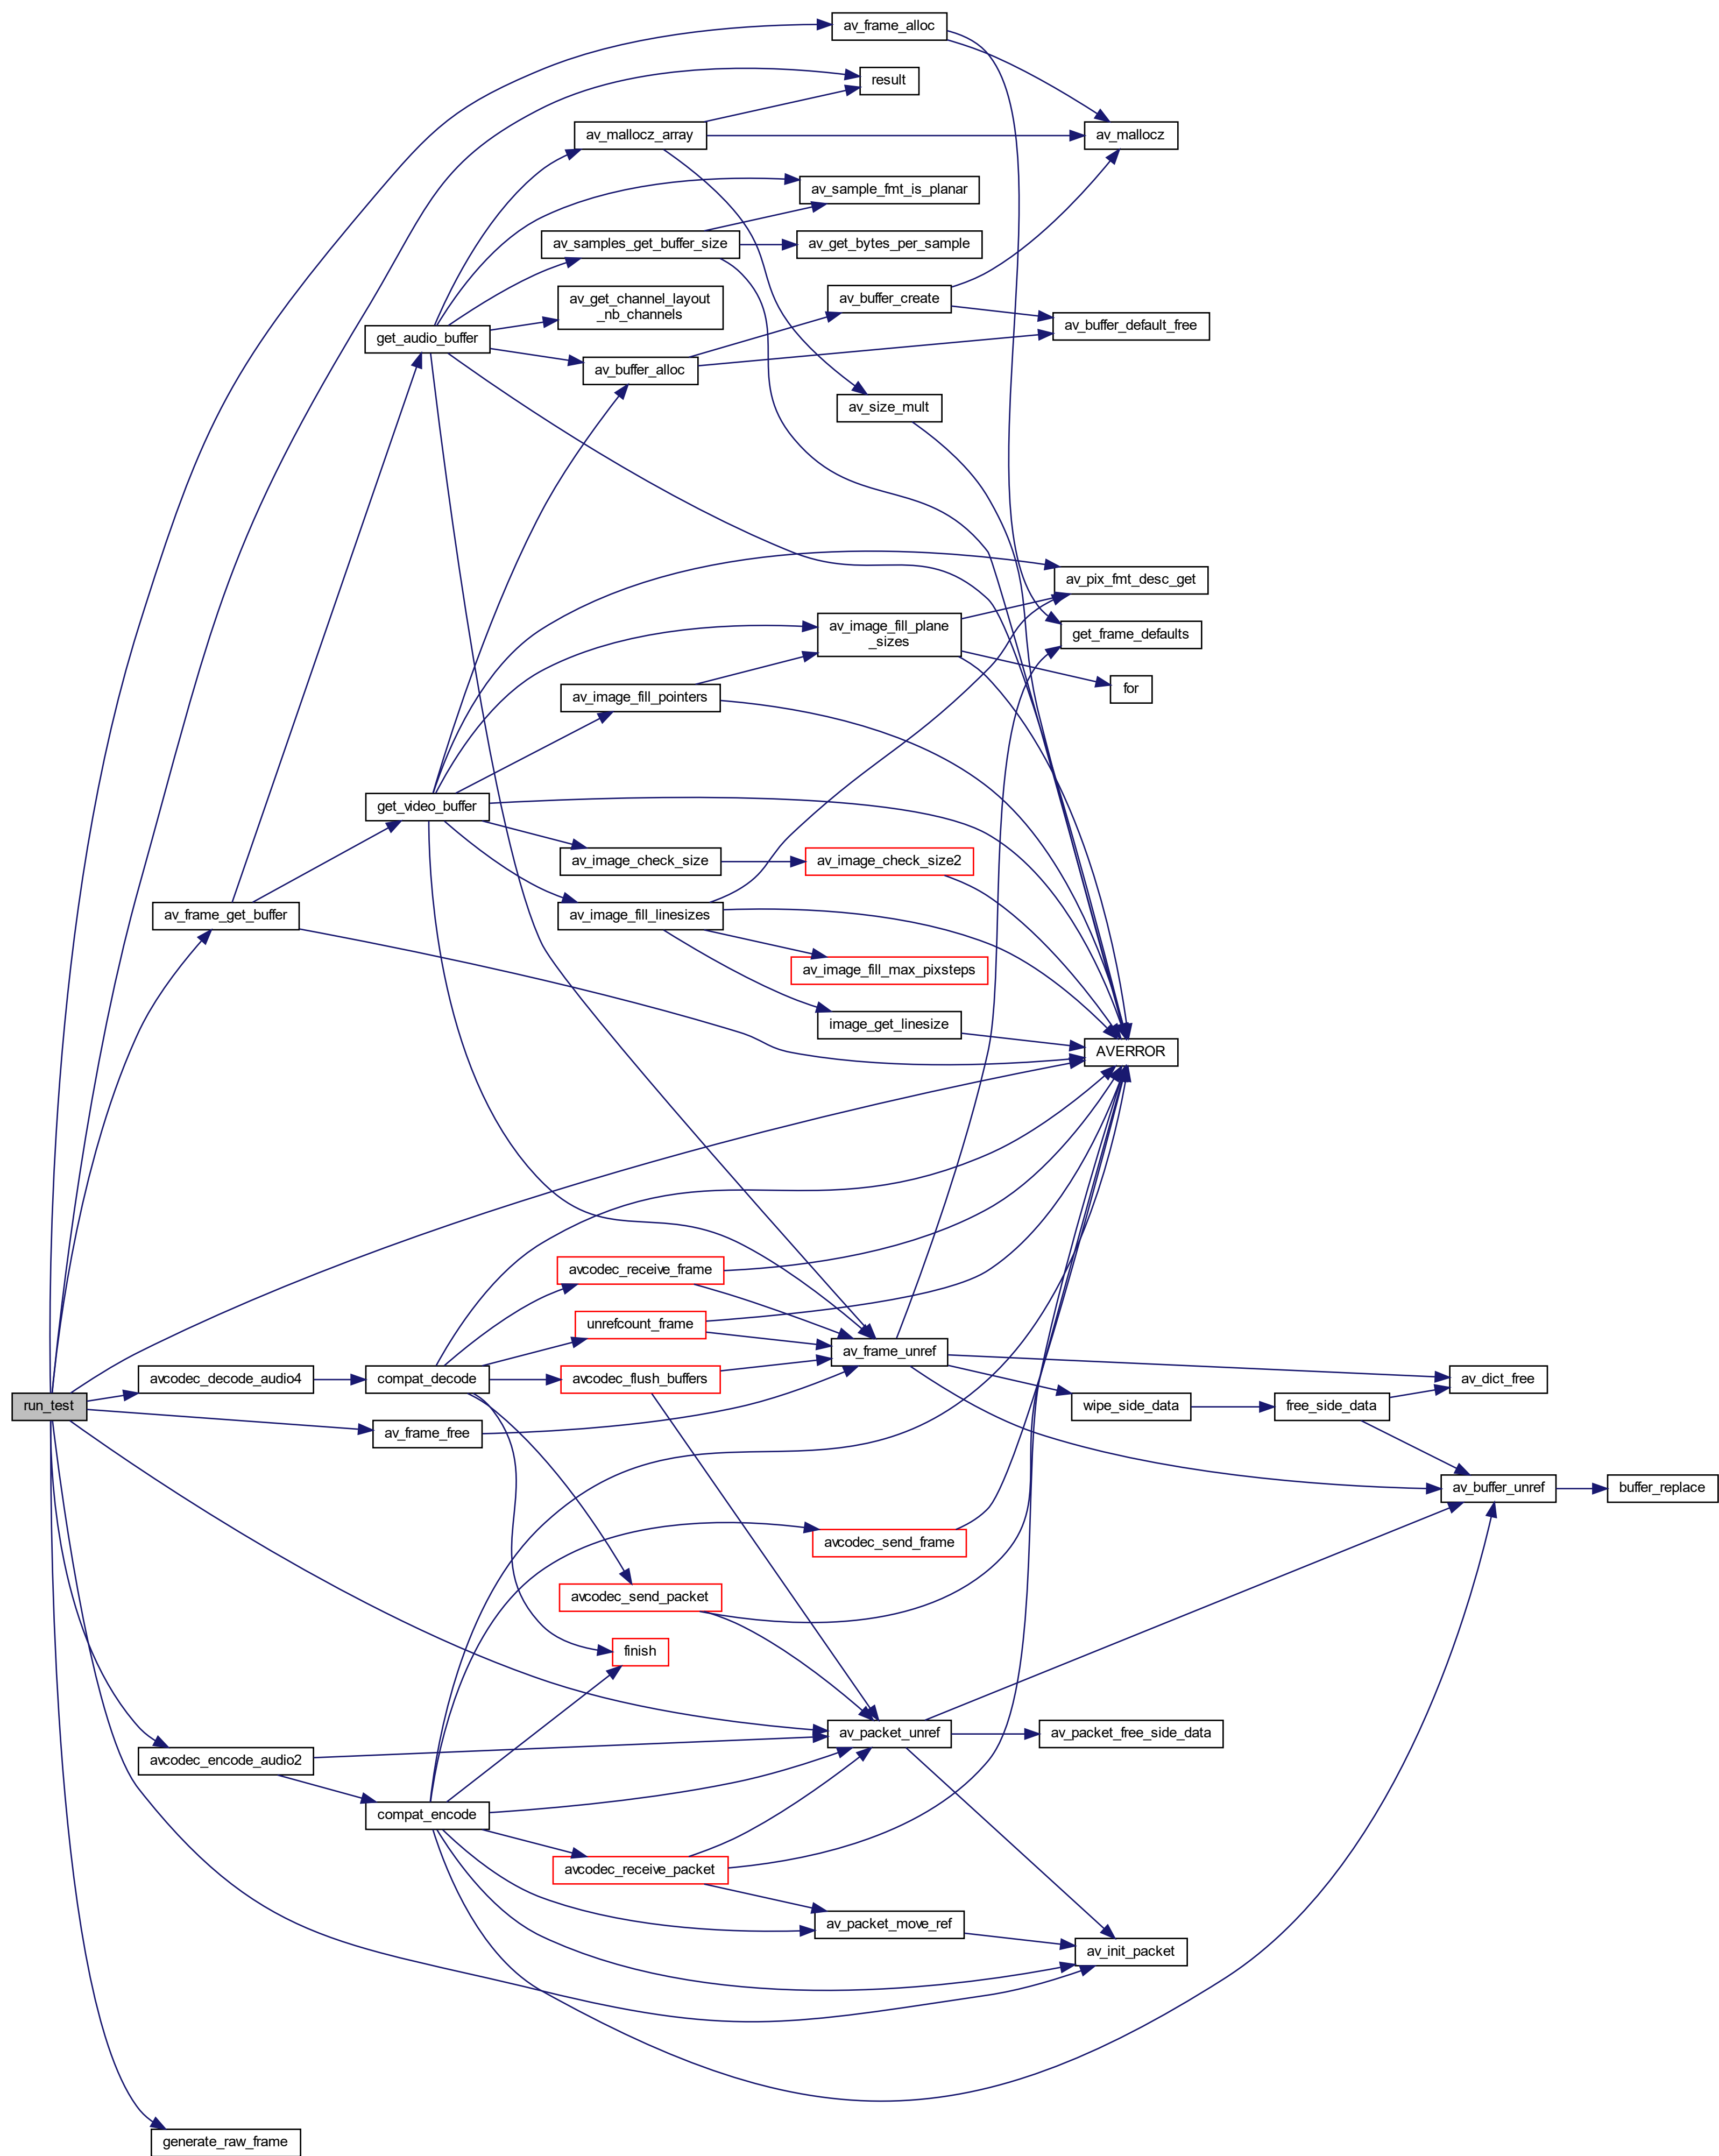 av_frame_alloc
result
av_mallocz_array
av_mallocz
av_sample_fmt_is_planar
av_samples_get_buffer_size
av_get_bytes_per_sample
av_get_channel_layout
_nb_channels
av_buffer_create
av_buffer_default_free
get_audio_buffer
av_buffer_alloc
av_size_mult
av_pix_fmt_desc_get
av_image_fill_plane
_sizes
get_frame_defaults
for
av_image_fill_pointers
get_video_buffer
av_image_check_size
av_image_check_size2
av_frame_get_buffer
av_image_fill_linesizes
av_image_fill_max_pixsteps
image_get_linesize
AVERROR
avcodec_receive_frame
unrefcount_frame
av_frame_unref
avcodec_decode_audio4
compat_decode
avcodec_flush_buffers
av_dict_free
run_test
wipe_side_data
free_side_data
av_frame_free
av_buffer_unref
buffer_replace
avcodec_send_frame
avcodec_send_packet
finish
av_packet_unref
av_packet_free_side_data
avcodec_encode_audio2
compat_encode
avcodec_receive_packet
av_packet_move_ref
av_init_packet
generate_raw_frame